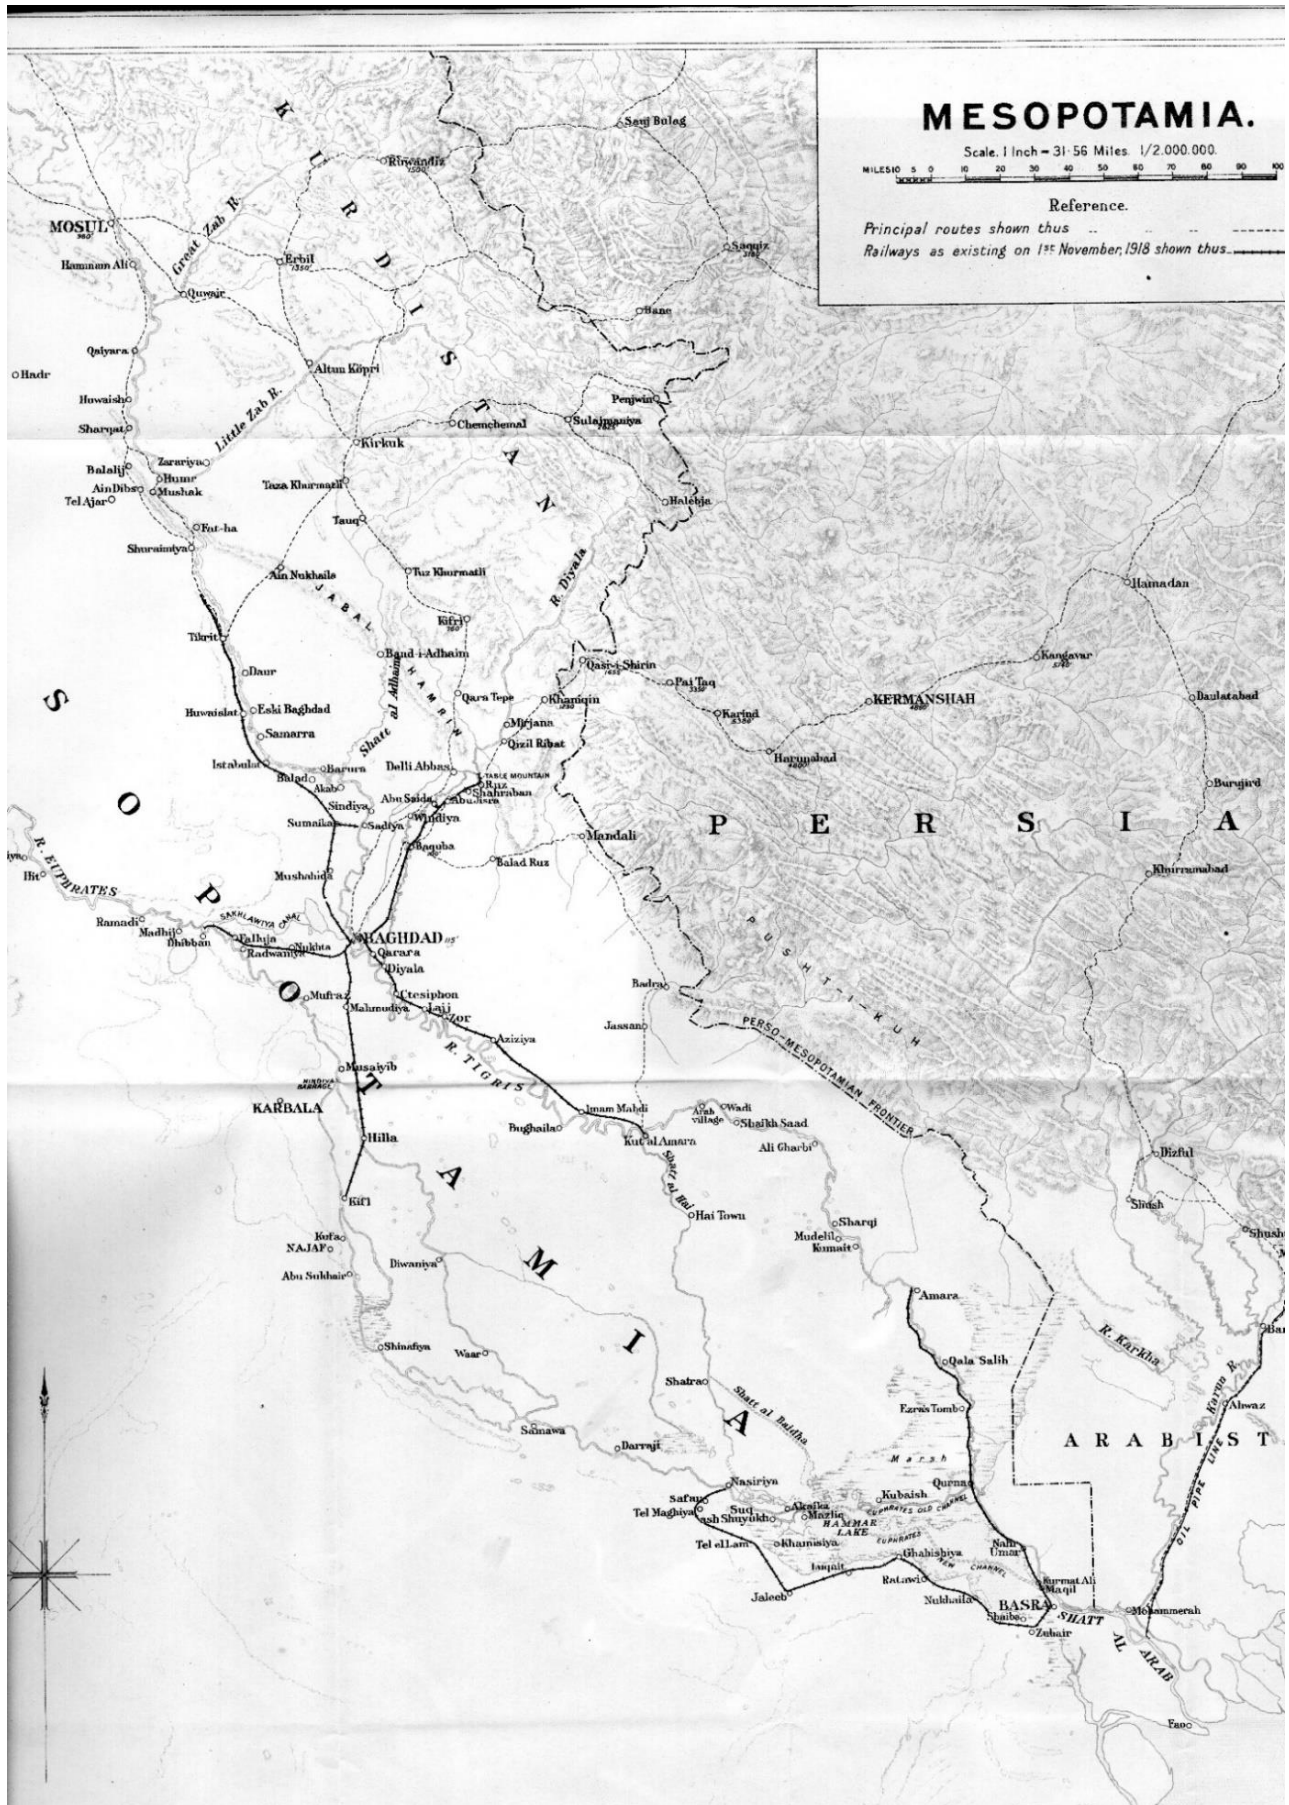 MESOPOTAMIA.
Scale. 1 Inch = 31·56 Miles. 1/2.000.000.
MILES 10 5 0 10 20 30 40 50 60 70 80 90 100
Reference.
Principal routes shown thus
Railways as existing on 1st November, 1918 shown thus
KURDISTAN
Sauj Bulag
Ruwandiz
1500'
MOSUL
Great Zab R.
Saqqiz
Hammam Ali
Erbil
1350'
Quwair
Bane
Qaiyara
Hadr
Altun Köpri
Huwaish
Penjwin
Little Zab R.
Chemchemal
Sulaimaniya
Sharqat
Kirkuk
Balalij
Zarariya
Humr
Ain Dibs
Mushak
Taza Khurmatli
Tel Ajar
Halebja
Fat-ha
Tauq
Shuraimiya
Ain Nukhaila
Tuz Khurmatli
R. Diyala
Hamadan
JABAL HAMRIN
Kifri
Tikrit
Band-i-Adhaim
Qasr-i-Shirin
Kangavar
Daur
Pai Taq
Shatt al Adhaim
Qara Tepe
Khaniqin
KERMANSHAH
Daulatabad
Huwaislat
Eski Baghdad
Karind
Samarra
Mirjana
Qizil Ribat
Harunabad
Istabulat
Barura
Delli Abbas
TABLE MOUNTAIN
Balad
Akab
Ruz
Shahraban
Burujird
Sindiya
Abu Saida
Abu Jisra
Sumaika
Sadiya
Windiya
Mandali
PERSIA
Baquba
Balad Ruz
Mushahida
Khurramabad
R. EUPHRATES
Hit
Ramadi
Madhij
Dhibban
SAKHLAWIYA CANAL
Falluja
Radwaniya
Nukhta
BAGHDAD
Qarara
Diyala
PUSHT-I-KUH
Badra
Mufraz
Mahmudiya
Ctesiphon
Lajj
Zor
Jassan
PERSO-MESOPOTAMIAN FRONTIER
Aziziya
R. TIGRIS
Musaiyib
HINDIYA BARRAGE
KARBALA
Imam Mahdi
Bughaila
Arab village
Wadi
Shaikh Saad
Hilla
Kut al Amara
Ali Gharbi
Dizful
Shatt al Hai
Kifl
Shush
Hai Town
Sharqi
Kufa
NAJAF
Mudelil
Kumait
Shush
Abu Sukhair
Diwaniya
Amara
MESOPOTAMIA
Shinafiya
Waar
Qala Salih
R. Karkha
Karun R.
Shatra
Shatt al Baidha
Ezra's Tomb
Ahwaz
Samawa
Darraji
ARABIST
Marsh
Nasiriya
Qurna
OIL PIPE LINE
Safan
Tel Maghiya
Suq ash Shuyukh
Akaika
Mazliq
Kubaish
EUPHRATES OLD CHANNEL
HAMMAR LAKE
Tel el Lam
Khamisiya
EUPHRATES NEW CHANNEL
Nahr Umar
Luqait
Ghabishiya
Ratawi
Kurmat Ali
Maqil
Jaleeb
Nukhaila
BASRA
Shaiba
Zubair
Mohammerah
SHATT AL ARAB
Fao